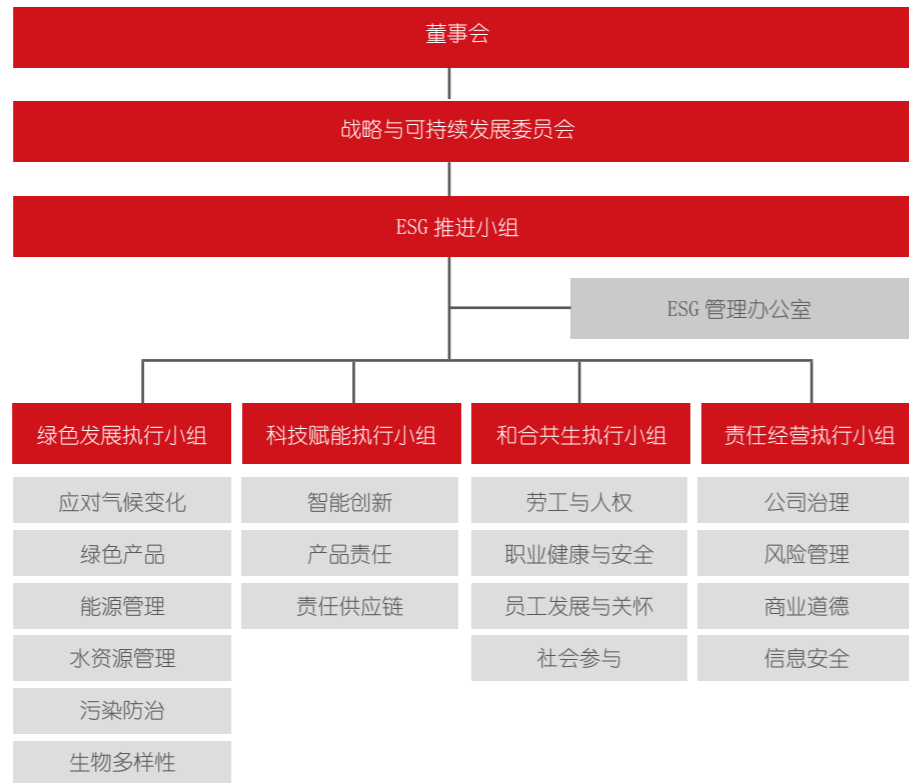 董事会
战略与可持续发展委员会
ESG 推进小组
ESG 管理办公室
绿色发展执行小组
应对气候变化
绿色产品
能源管理
水资源管理
污染防治
生物多样性
科技赋能执行小组
智能创新
产品责任
责任供应链
和合共生执行小组
劳工与人权
职业健康与安全
员工发展与关怀
社会参与
责任经营执行小组
公司治理
风险管理
商业道德
信息安全